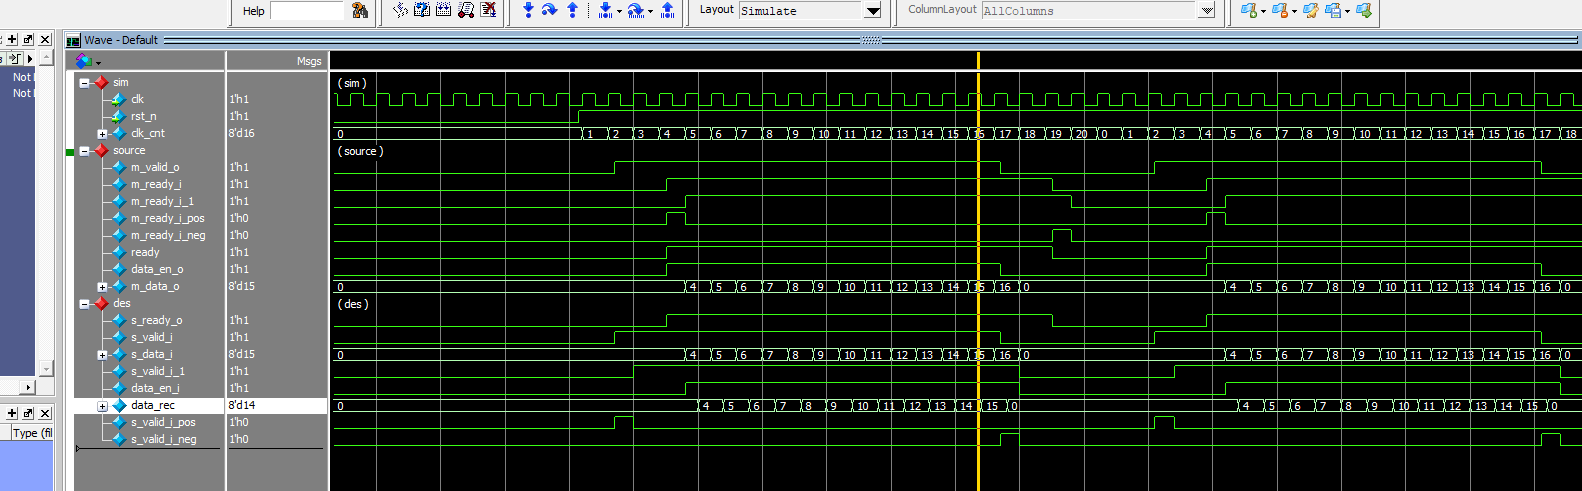 Help
Layout Simulate
ColumnLayout AllColumns
Wave - Default
Msgs
Not
Not
sim (sim)
clk 1'h1
rst_n 1'h1
clk_cnt 8'd16 0 1 2 3 4 5 6 7 8 9 10 11 12 13 14 15 16 17 18 19 20 0 1 2 3 4 5 6 7 8 9 10 11 12 13 14 15 16 17 18
source (source)
m_valid_o 1'h1
m_ready_i 1'h1
m_ready_i_1 1'h1
m_ready_i_pos 1'h0
m_ready_i_neg 1'h0
ready 1'h1
data_en_o 1'h1
m_data_o 8'd15 0 4 5 6 7 8 9 10 11 12 13 14 15 16 0 4 5 6 7 8 9 10 11 12 13 14 15 16 0
des (des)
s_ready_o 1'h1
s_valid_i 1'h1
s_data_i 8'd15 0 4 5 6 7 8 9 10 11 12 13 14 15 16 0 4 5 6 7 8 9 10 11 12 13 14 15 16 0
s_valid_i_1 1'h1
data_en_i 1'h1
data_rec 8'd14 0 4 5 6 7 8 9 10 11 12 13 14 15 0 4 5 6 7 8 9 10 11 12 13 14 15 0
s_valid_i_pos 1'h0
s_valid_i_neg 1'h0
Type (fil